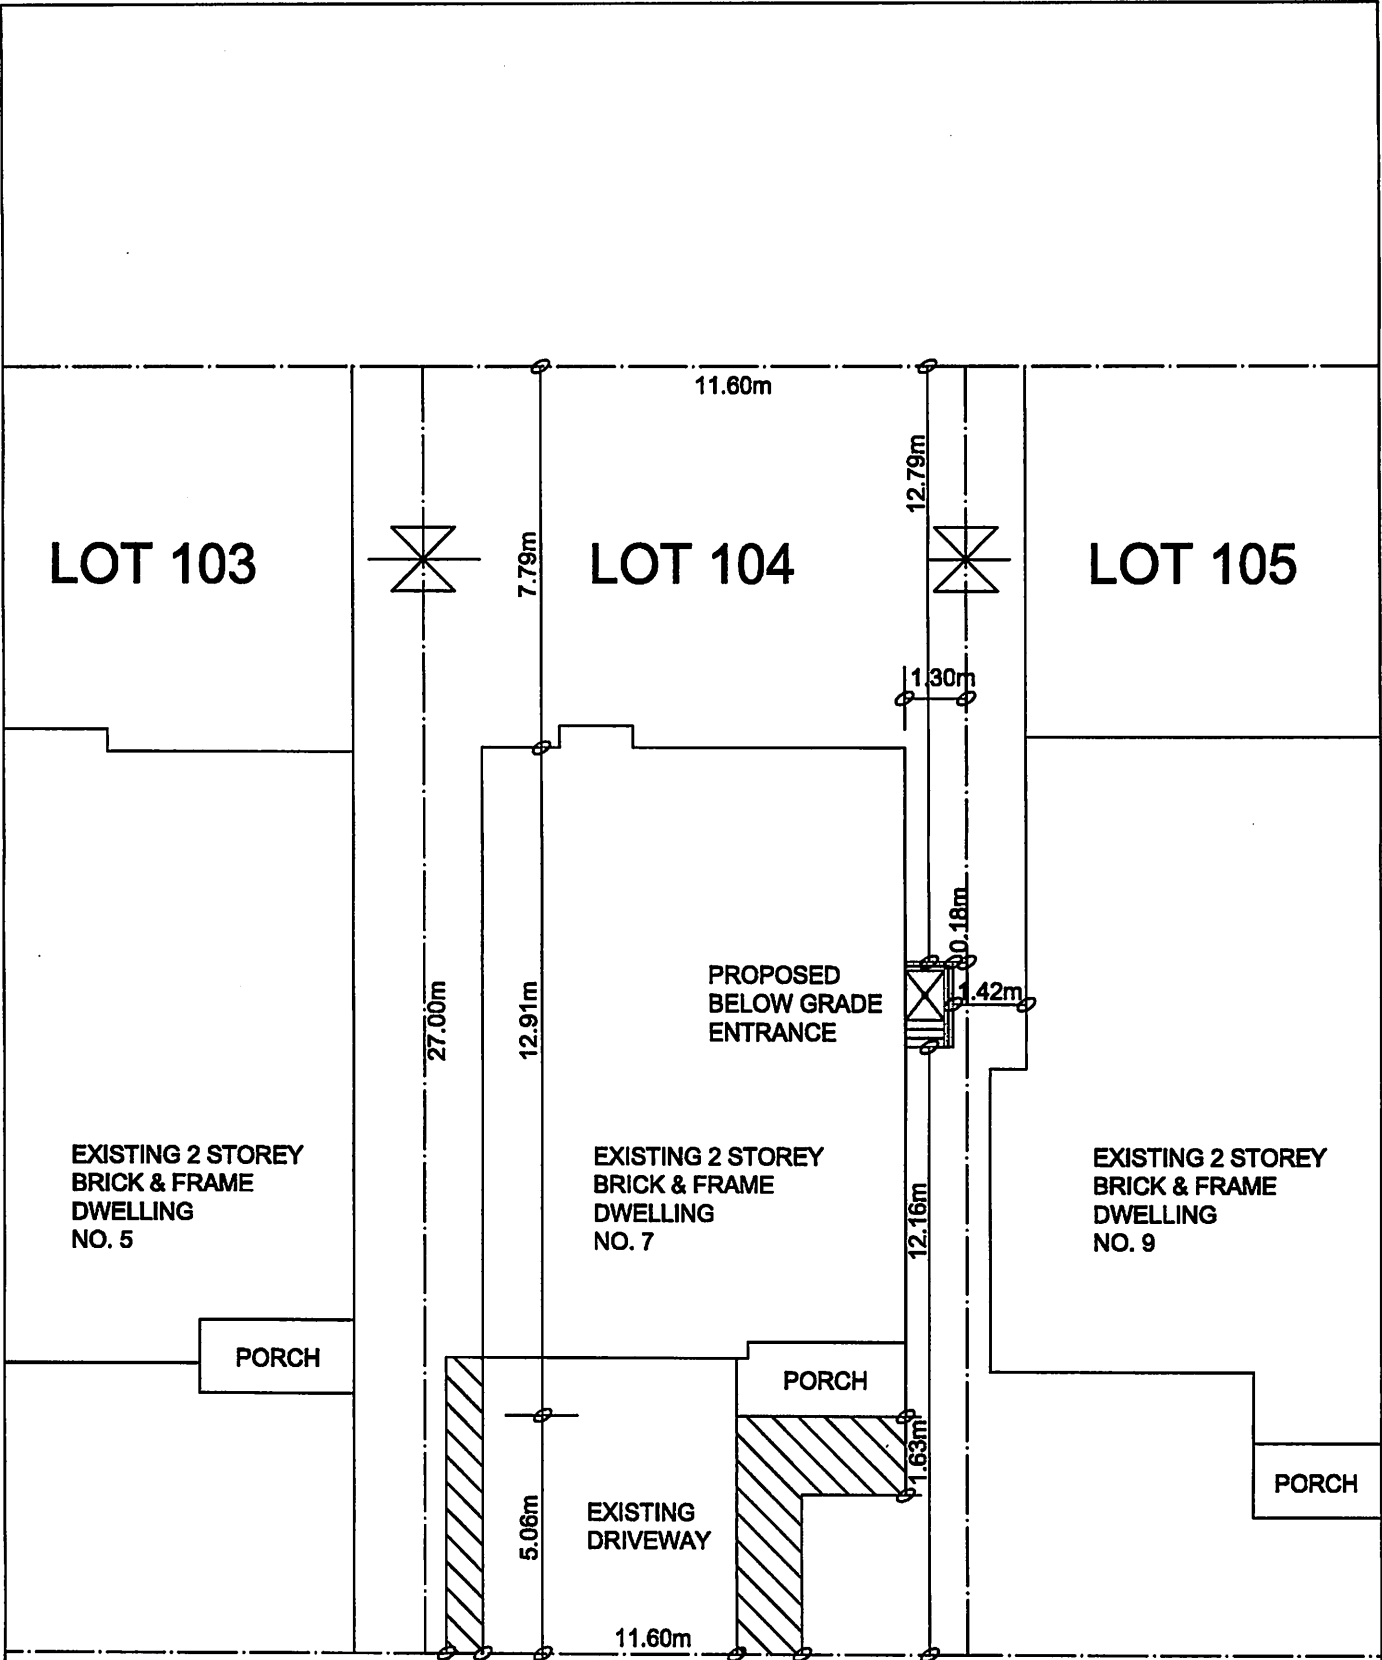 11.60m
12.79m
LOT 103
7.79m
LOT 104
LOT 105
1.30m
0.18m
PROPOSED
BELOW GRADE
ENTRANCE
1.42m
27.00m
12.91m
EXISTING 2 STOREY
BRICK & FRAME
DWELLING
NO. 5
EXISTING 2 STOREY
BRICK & FRAME
DWELLING
NO. 7
12.16m
EXISTING 2 STOREY
BRICK & FRAME
DWELLING
NO. 9
PORCH
PORCH
1.63m
PORCH
5.06m
EXISTING
DRIVEWAY
11.60m